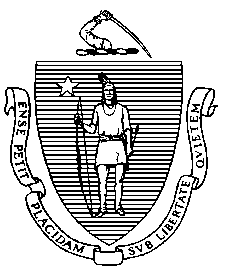 ENSE PETIT
PLACIDAM
SVB LIBERTATE
QVIETEM